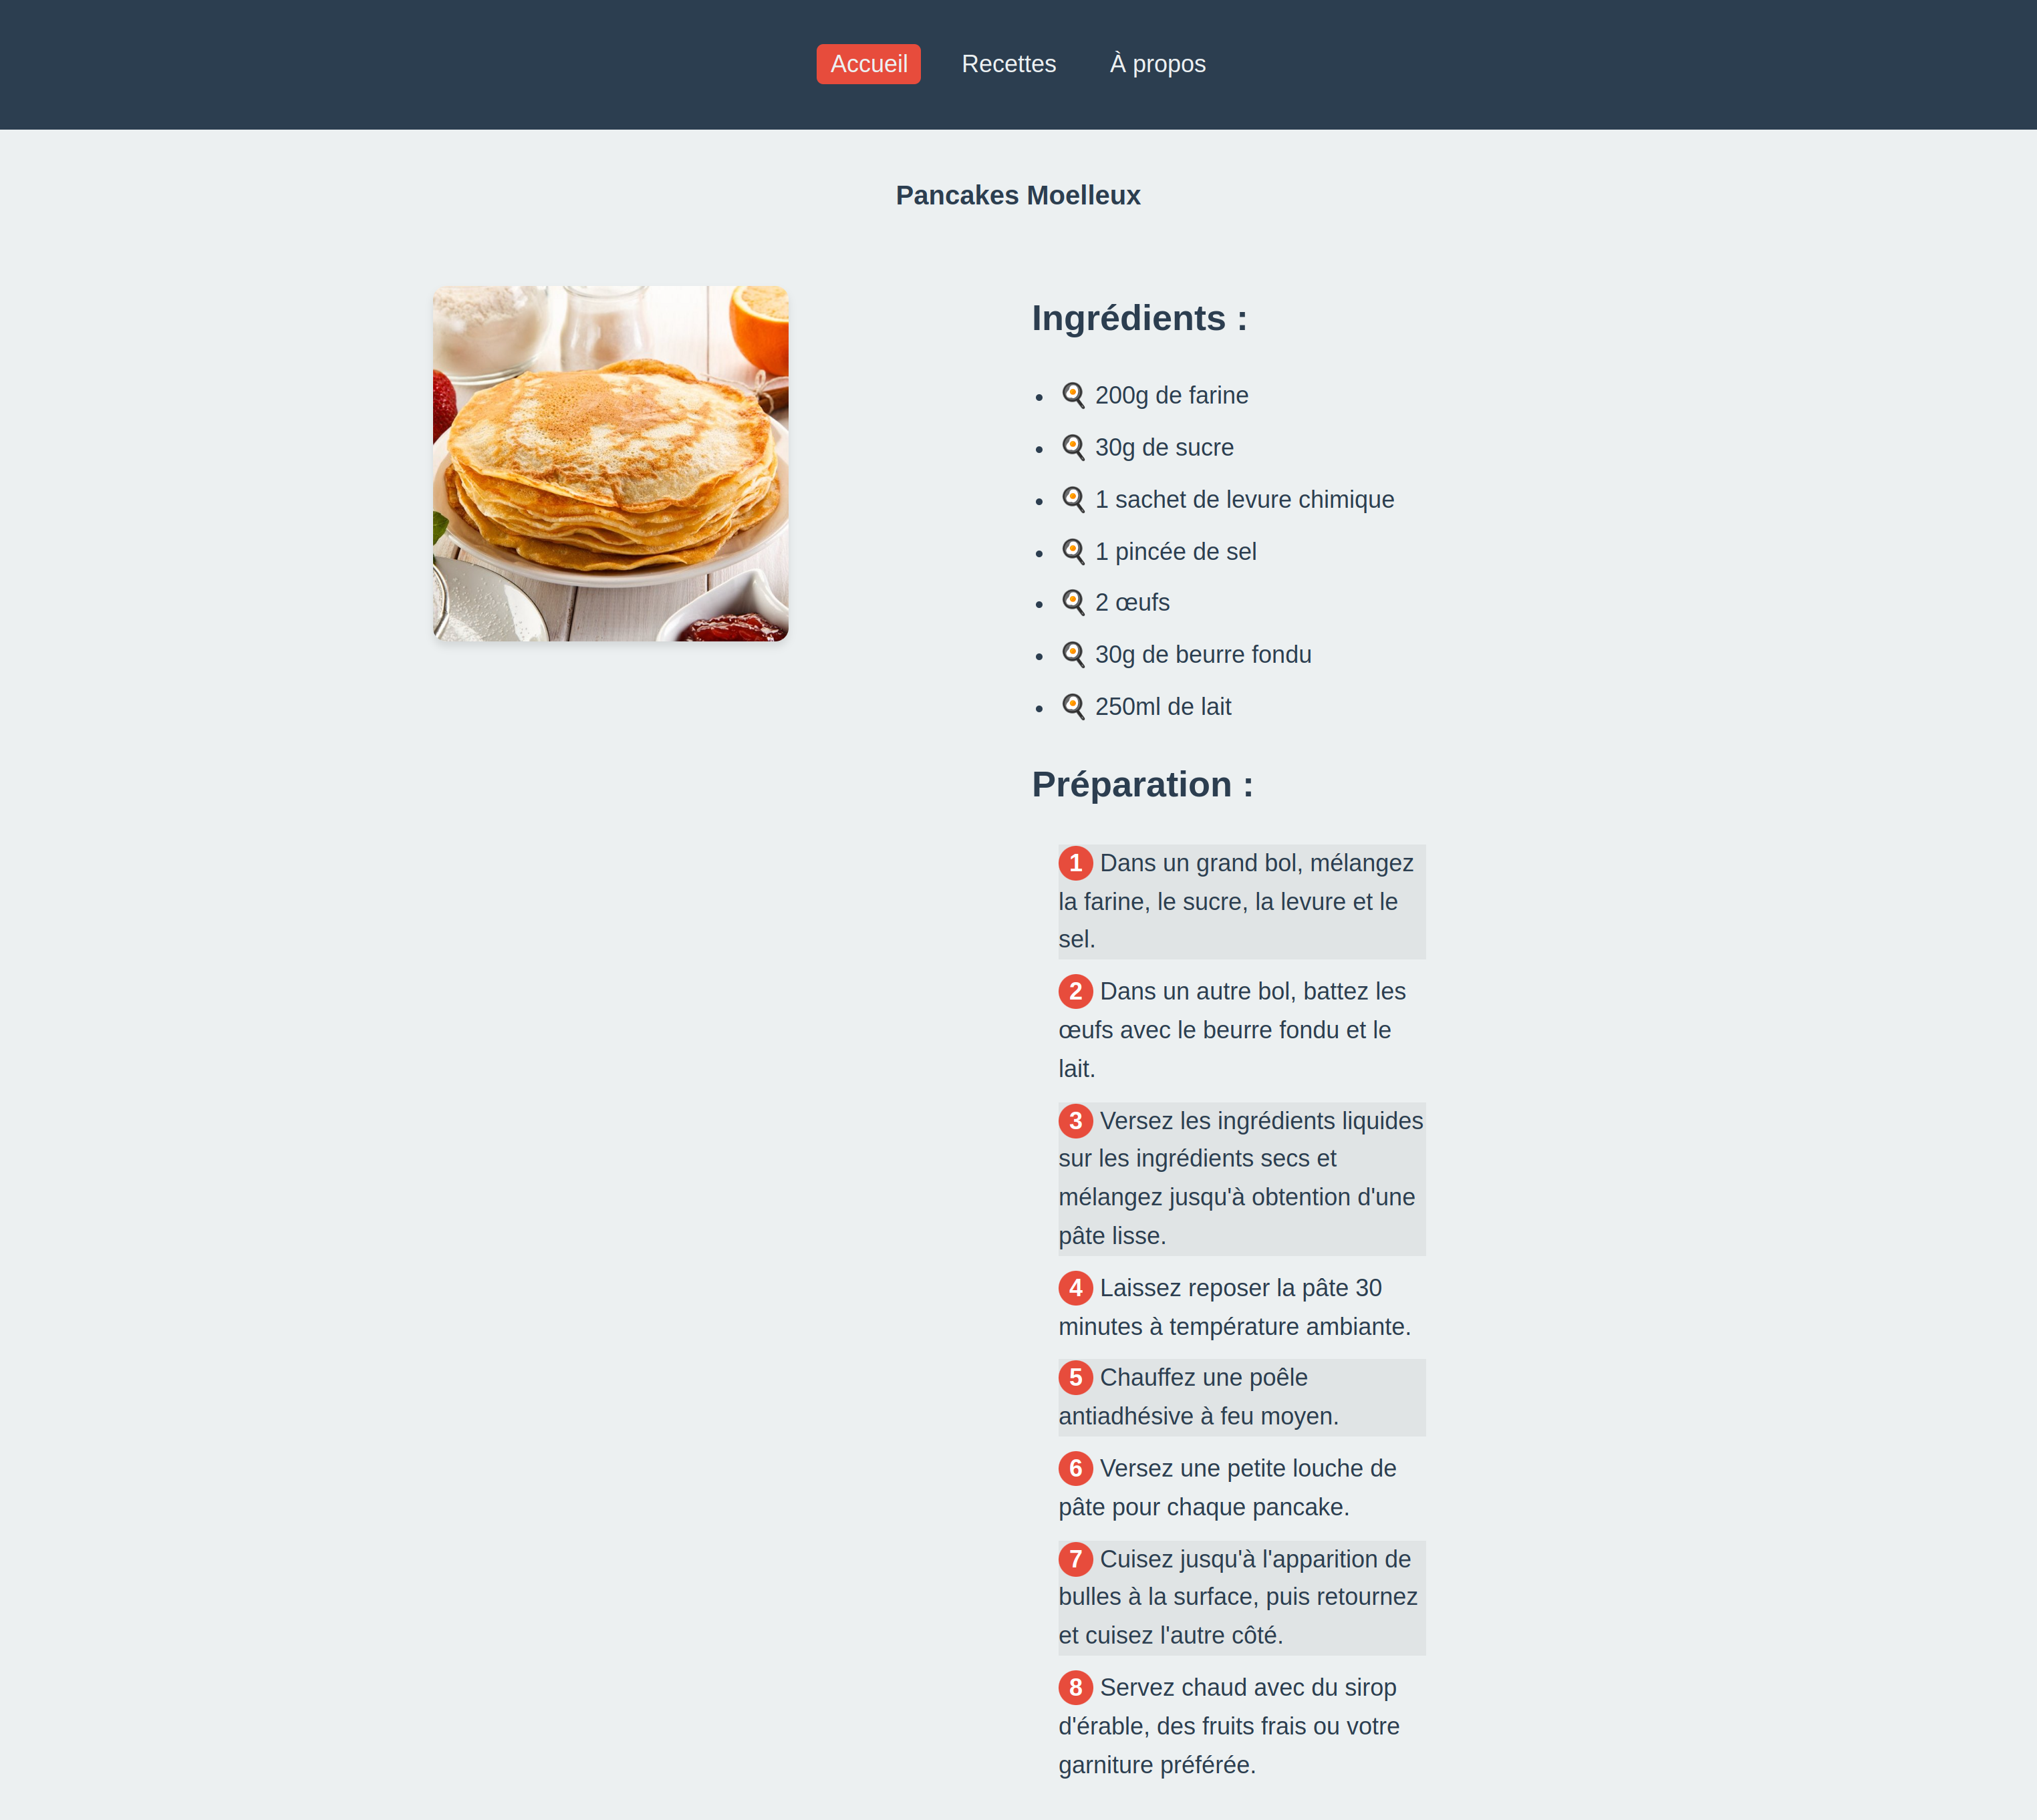 Accueil Recettes À propos
Pancakes Moelleux
Ingrédients :
• 🍳 200g de farine
• 🍳 30g de sucre
• 🍳 1 sachet de levure chimique
• 🍳 1 pincée de sel
• 🍳 2 œufs
• 🍳 30g de beurre fondu
• 🍳 250ml de lait
Préparation :
1 Dans un grand bol, mélangez
la farine, le sucre, la levure et le
sel.
2 Dans un autre bol, battez les
œufs avec le beurre fondu et le
lait.
3 Versez les ingrédients liquides
sur les ingrédients secs et
mélangez jusqu'à obtention d'une
pâte lisse.
4 Laissez reposer la pâte 30
minutes à température ambiante.
5 Chauffez une poêle
antiadhésive à feu moyen.
6 Versez une petite louche de
pâte pour chaque pancake.
7 Cuisez jusqu'à l'apparition de
bulles à la surface, puis retournez
et cuisez l'autre côté.
8 Servez chaud avec du sirop
d'érable, des fruits frais ou votre
garniture préférée.